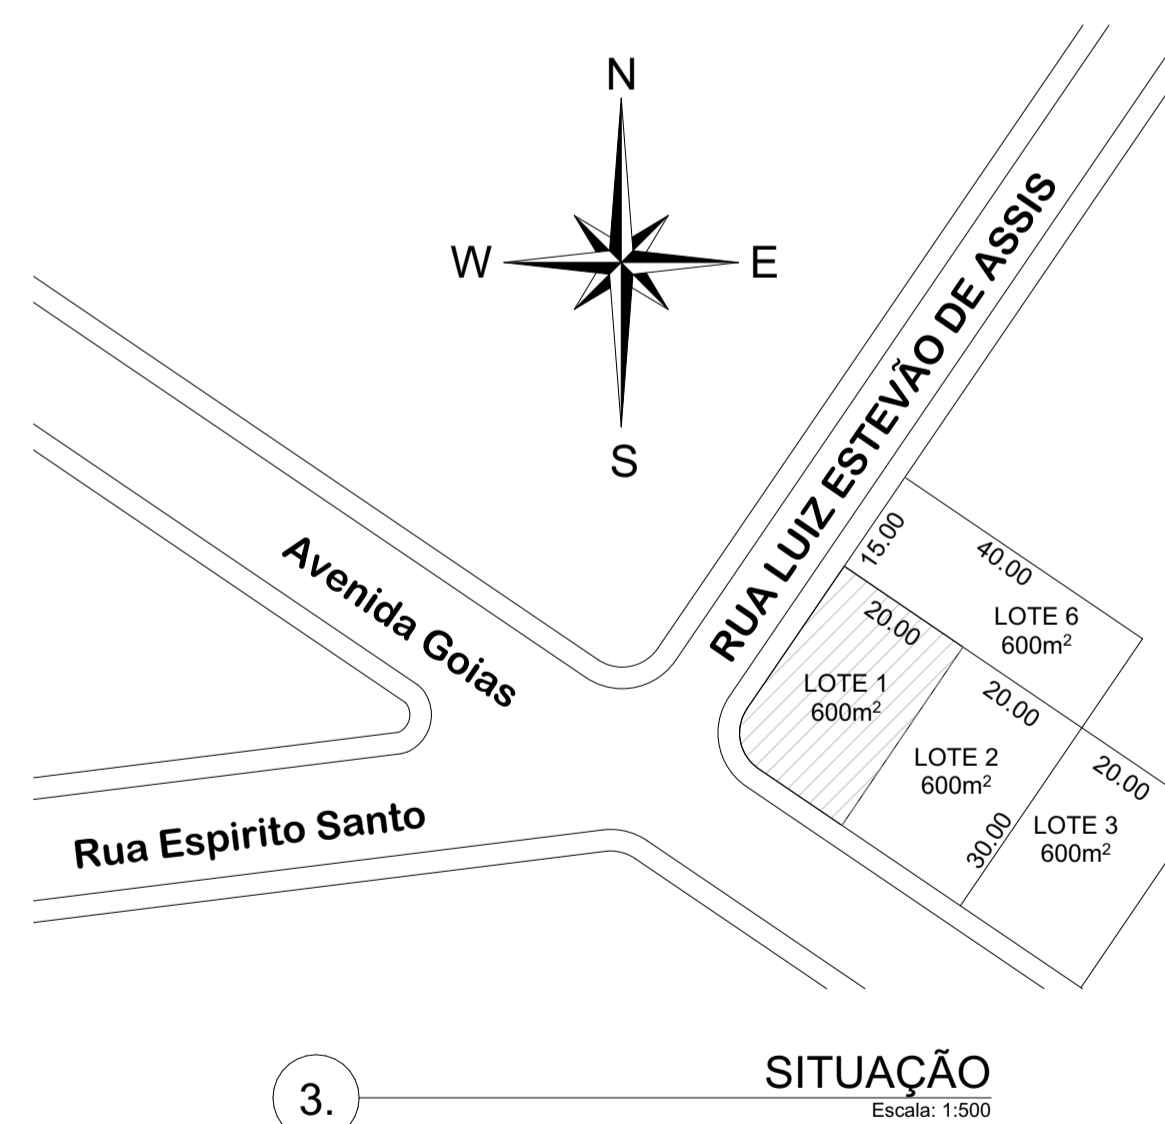 N
W
E
S
RUA LUIZ ESTEVÃO DE ASSIS
Avenida Goias
Rua Espirito Santo
15.00
40.00
LOTE 6
600m²
20.00
LOTE 1
600m²
20.00
LOTE 2
600m²
20.00
30.00
LOTE 3
600m²
3.
SITUAÇÃO
Escala: 1:500